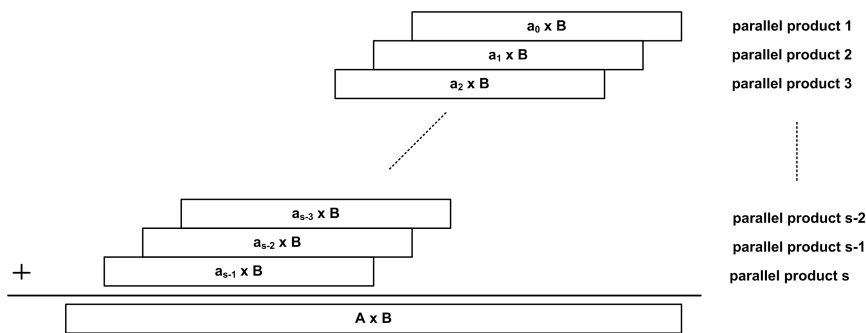 a₀ x B parallel product 1
a₁ x B parallel product 2
a₂ x B parallel product 3
aₛ₋₃ x B parallel product s-2
aₛ₋₂ x B parallel product s-1
+ aₛ₋₁ x B parallel product s
A x B